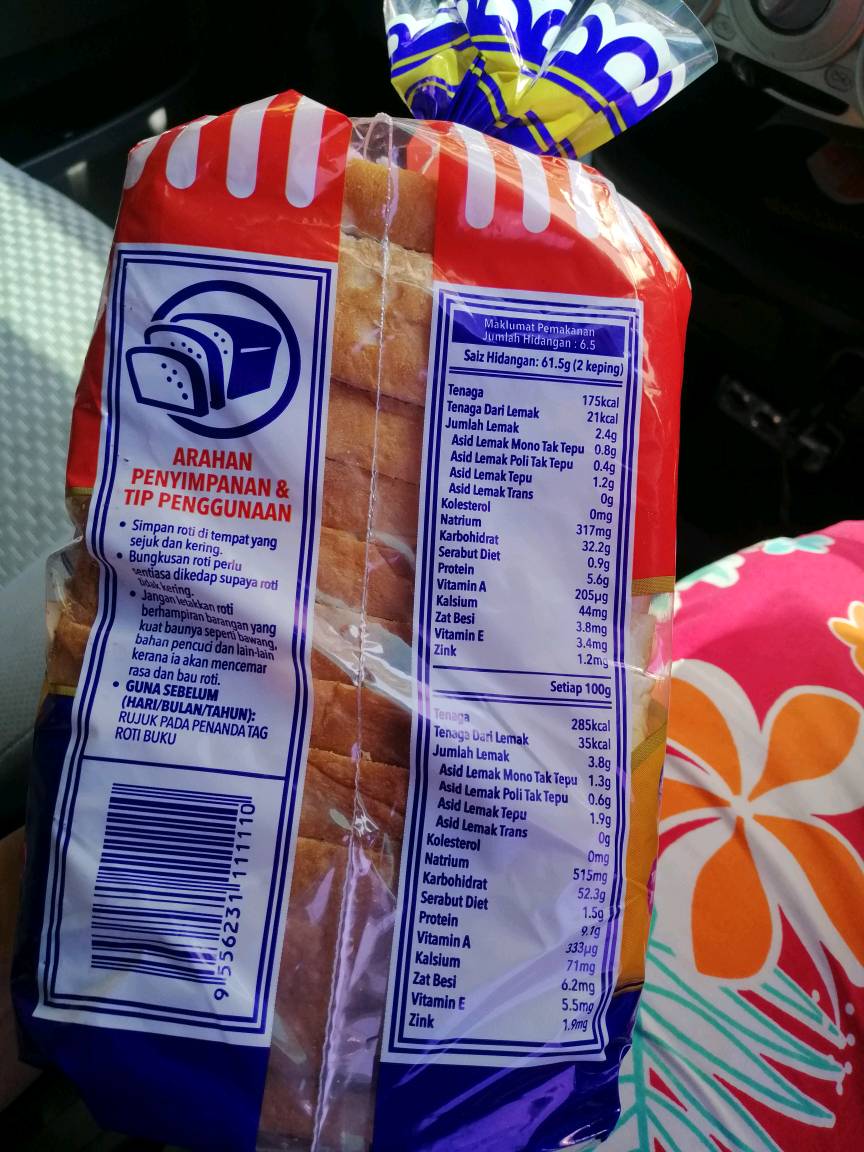 ARAHAN
PENYIMPANAN &
TIP PENGGUNAAN
• Simpan roti di tempat yang
sejuk dan kering.
• Bungkusan roti perlu
sentiasa dikedap supaya roti
tidak kering.
• Jangan letakkan roti
berhampiran barangan yang
kuat baunya seperti bawang,
bahan pencuci dan lain-lain
kerana ia akan mencemar
rasa dan bau roti.
• GUNA SEBELUM
(HARI/BULAN/TAHUN):
RUJUK PADA PENANDA TAG
ROTI BUKU
9 556231 111110
Maklumat Pemakanan
Jumlah Hidangan : 6.5
Saiz Hidangan: 61.5g (2 keping)
Tenaga 175kcal
Tenaga Dari Lemak 21kcal
Jumlah Lemak 2.4g
Asid Lemak Mono Tak Tepu 0.8g
Asid Lemak Poli Tak Tepu 0.4g
Asid Lemak Tepu 1.2g
Asid Lemak Trans 0g
Kolesterol 0mg
Natrium 317mg
Karbohidrat 32.2g
Serabut Diet 0.9g
Protein 5.6g
Vitamin A 205µg
Kalsium 44mg
Zat Besi 3.8mg
Vitamin E 3.4mg
Zink 1.2mg
Setiap 100g
Tenaga 285kcal
Tenaga Dari Lemak 35kcal
Jumlah Lemak 3.8g
Asid Lemak Mono Tak Tepu 1.3g
Asid Lemak Poli Tak Tepu 0.6g
Asid Lemak Tepu 1.9g
Asid Lemak Trans 0g
Kolesterol 0mg
Natrium 515mg
Karbohidrat 52.3g
Serabut Diet 1.5g
Protein 9.1g
Vitamin A 333µg
Kalsium 71mg
Zat Besi 6.2mg
Vitamin E 5.5mg
Zink 1.9mg